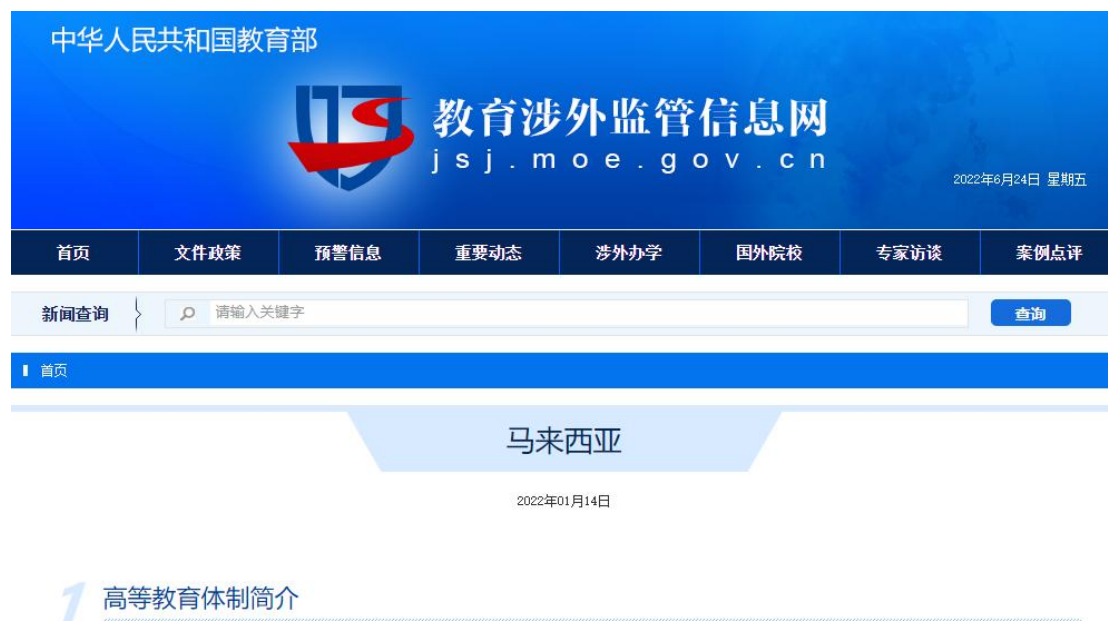 中华人民共和国教育部
教育涉外监管信息网
jsj.moe.gov.cn
2022年6月24日 星期五
首页 文件政策 预警信息 重要动态 涉外办学 国外院校 专家访谈 案例点评
新闻查询 请输入关键字 查询
首页
马来西亚
2022年01月14日
1 高等教育体制简介